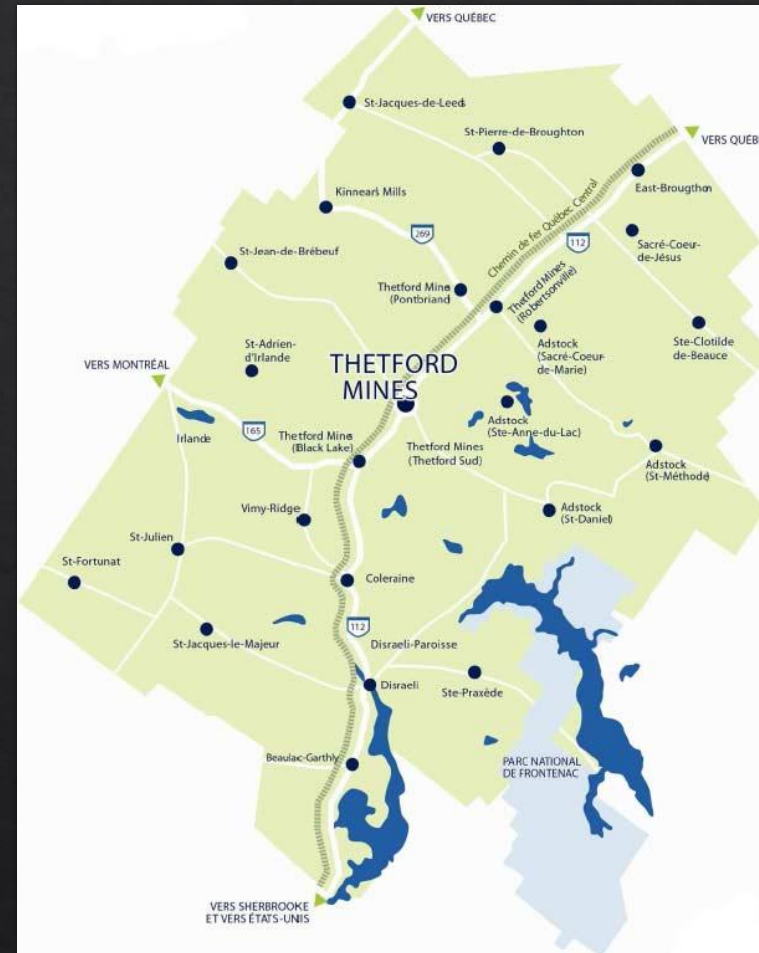 VERS QUÉBEC
St-Jacques-de-Leeds
St-Pierre-de-Broughton
VERS QUÉB
East-Brougthon
Kinnear's Mills
Chemin de fer Québec Central
269
112
Sacré-Coeur-
de-Jésus
St-Jean-de-Brébeuf
Thetford Mine
(Pontbriand)
Thetford Mines
(Robertsonville)
Adstock
(Sacré-Coeur-
de-Marie)
Ste-Clotilde
de-Beauce
St-Adrien-
d'Irlande
VERS MONTRÉAL
THETFORD
MINES
Adstock
(Ste-Anne-du-Lac)
165
Irlande
Thetford Mine
(Black Lake)
Thetford Mines
(Thetford Sud)
Adstock
(St-Méthode)
Vimy-Ridge
Adstock
(St-Daniel)
St-Julien
St-Fortunat
Coleraine
112
St-Jacques-le-Majeur
Disraeli-Paroisse
Disraeli
Ste-Praxède
Beaulac-Garthly
PARC NATIONAL
DE FRONTENAC
VERS SHERBROOKE
ET VERS ÉTATS-UNIS